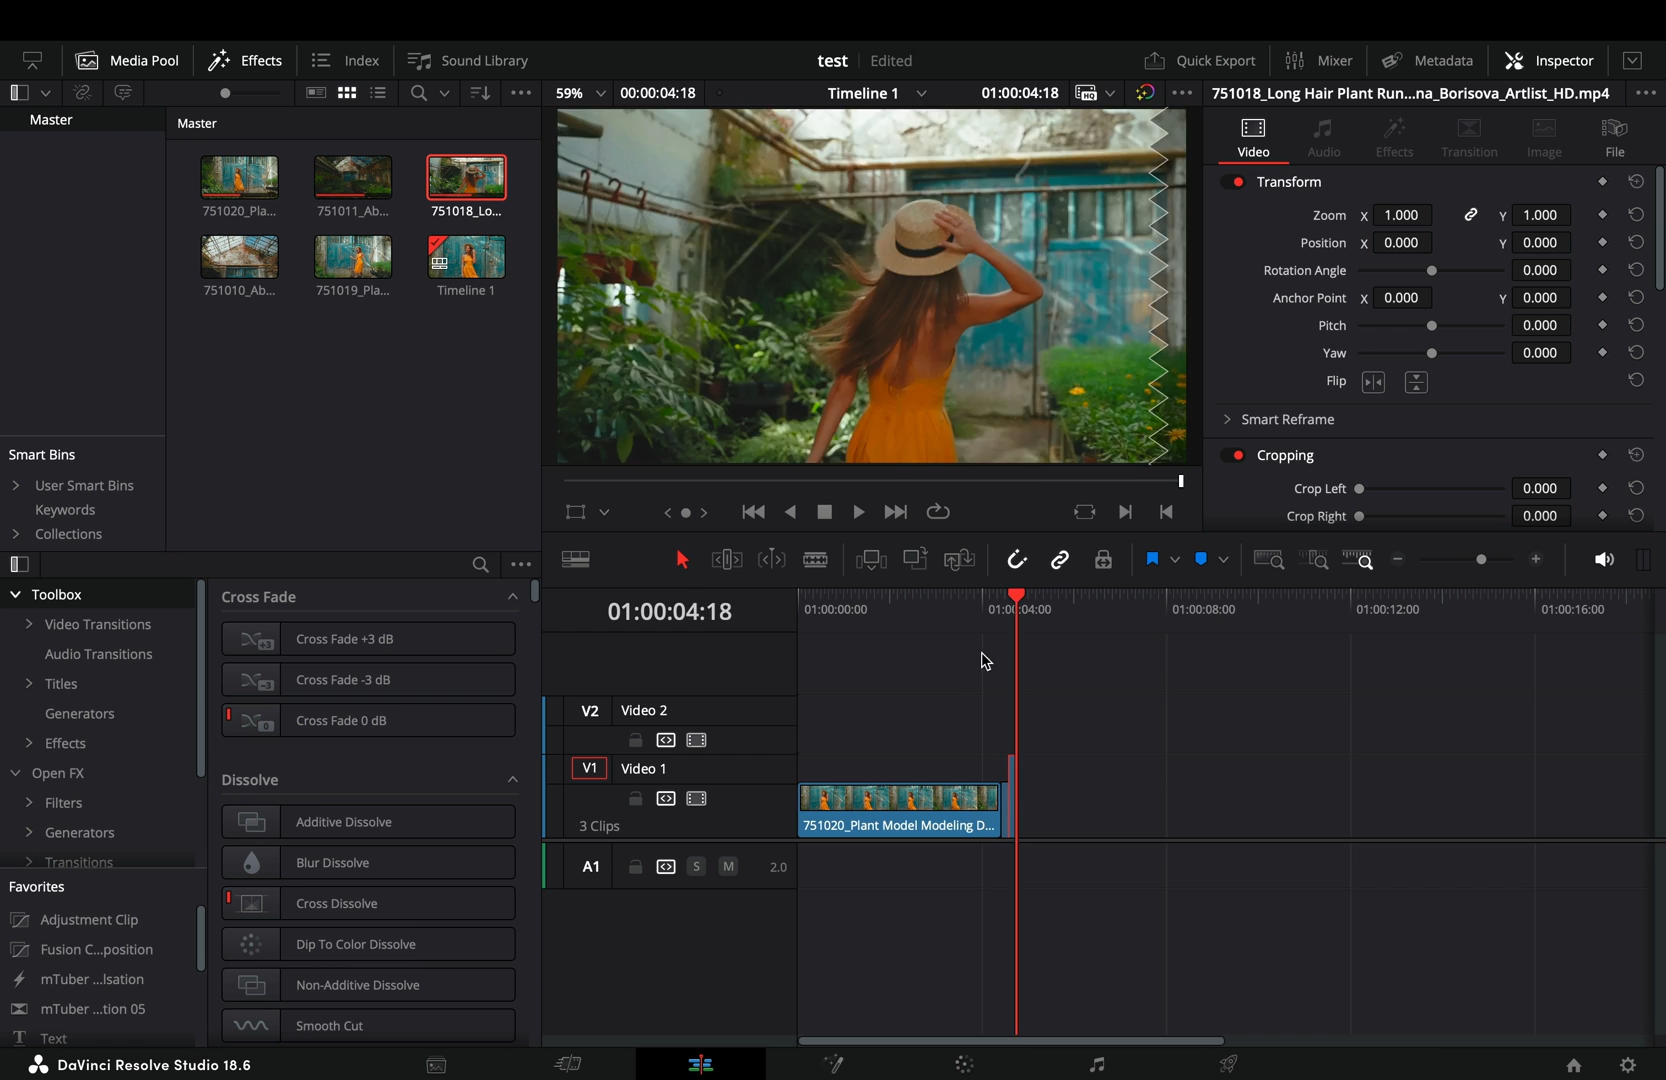 Media Pool
Effects
Index
Sound Library
test
Edited
Quick Export
Mixer
Metadata
Inspector
59%
00:00:04:18
Timeline 1
01:00:04:18
HQ
751018_Long Hair Plant Run...na_Borisova_Artlist_HD.mp4
Master
Master
751020_Pla...
751011_Ab...
751018_Lo...
751010_Ab...
751019_Pla...
Timeline 1
Smart Bins
User Smart Bins
Keywords
Collections
Video
Audio
Effects
Transition
Image
File
Transform
Zoom X 1.000 Y 1.000
Position X 0.000 Y 0.000
Rotation Angle 0.000
Anchor Point X 0.000 Y 0.000
Pitch 0.000
Yaw 0.000
Flip
Smart Reframe
Cropping
Crop Left 0.000
Crop Right 0.000
Toolbox
Video Transitions
Audio Transitions
Titles
Generators
Effects
Open FX
Filters
Generators
Transitions
Favorites
Adjustment Clip
Fusion C...position
mTuber ...lsation
mTuber ...tion 05
T Text
Cross Fade
+3 Cross Fade +3 dB
-3 Cross Fade -3 dB
0 Cross Fade 0 dB
Dissolve
Additive Dissolve
Blur Dissolve
Cross Dissolve
Dip To Color Dissolve
Non-Additive Dissolve
Smooth Cut
01:00:04:18
01:00:00:00
01:00:04:00
01:00:08:00
01:00:12:00
01:00:16:00
V2 Video 2
V1 Video 1
3 Clips
751020_Plant Model Modeling D...
A1 S M 2.0
DaVinci Resolve Studio 18.6